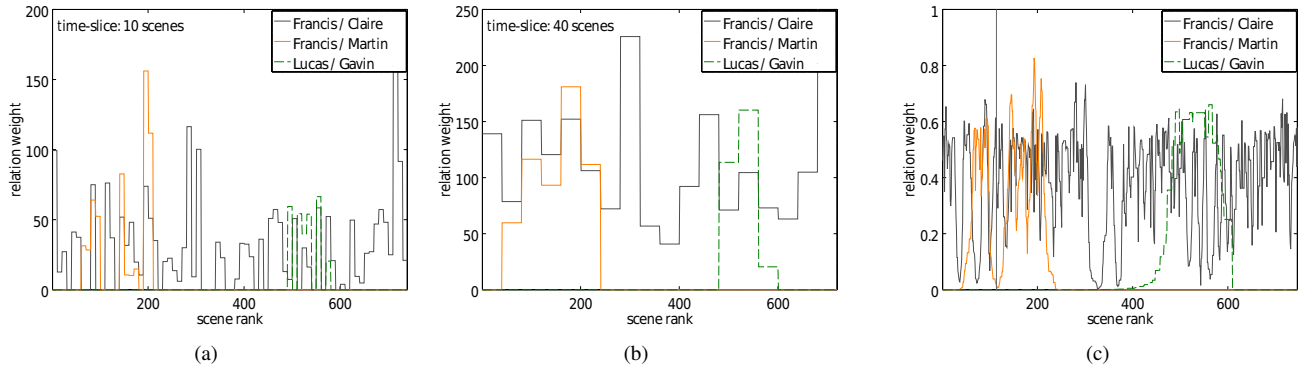 200
150
100
50
0
relation weight
time-slice: 10 scenes
Francis / Claire
Francis / Martin
Lucas / Gavin
200
400
600
scene rank
(a)
250
200
150
100
50
0
relation weight
time-slice: 40 scenes
Francis / Claire
Francis / Martin
Lucas / Gavin
200
400
600
scene rank
(b)
1
0.8
0.6
0.4
0.2
0
relation weight
Francis / Claire
Francis / Martin
Lucas / Gavin
200
400
600
scene rank
(c)